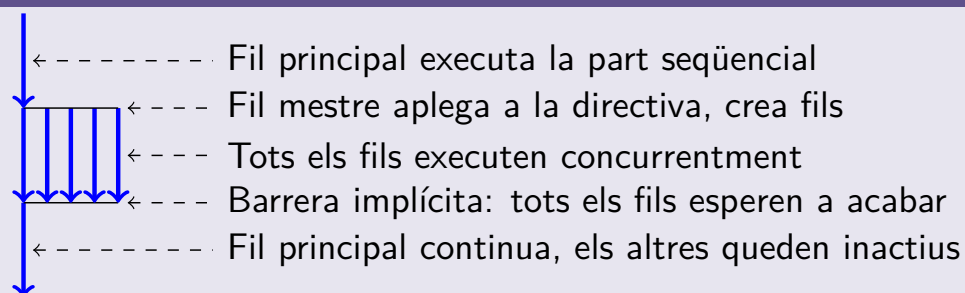 Fil principal executa la part seqüencial
Fil mestre aplega a la directiva, crea fils
Tots els fils executen concurrentment
Barrera implícita: tots els fils esperen a acabar
Fil principal continua, els altres queden inactius